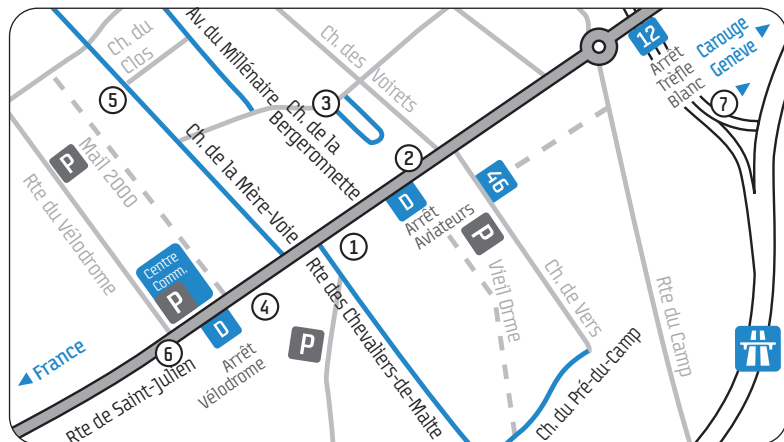 Ch. du
Clos
Av. du Millénaire
Ch. des Voirets
12
Arrêt
Trèfle
Blanc
Carouge
Genève
7
5
3
Ch. de la
Bergeronnette
2
P
Mail 2000
Ch. de la Mère-Voie
46
D
Arrêt
Aviateurs
P
Rte du Vélodrome
1
Centre
Comm.
P
4
Vieil Orme
Ch. de Vers
Rte du Camp
D
6
Arrêt
Vélodrome
P
Rte des Chevaliers-de-Malte
Ch. du Pré-du-Camp
France
Rte de Saint-Julien